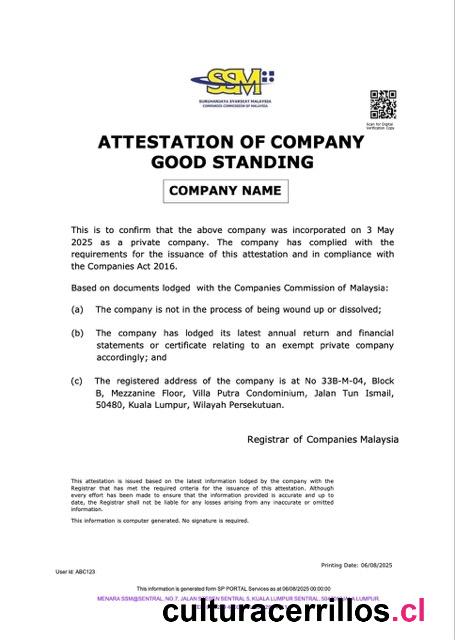 SSM
SURUHANJAYA SYARIKAT MALAYSIA
COMPANIES COMMISSION OF MALAYSIA
Scan for Digital
Verification Copy
ATTESTATION OF COMPANY
GOOD STANDING
COMPANY NAME
This is to confirm that the above company was incorporated on 3 May
2025 as a private company. The company has complied with the
requirements for the issuance of this attestation and in compliance with
the Companies Act 2016.
Based on documents lodged with the Companies Commission of Malaysia:
(a) The company is not in the process of being wound up or dissolved;
(b) The company has lodged its latest annual return and financial
statements or certificate relating to an exempt private company
accordingly; and
(c) The registered address of the company is at No 33B-M-04, Block
B, Mezzanine Floor, Villa Putra Condominium, Jalan Tun Ismail,
50480, Kuala Lumpur, Wilayah Persekutuan.
Registrar of Companies Malaysia
This attestation is issued based on the latest information lodged by the company with the
Registrar that has met the required criteria for the issuance of this attestation. Although
every effort has been made to ensure that the information provided is accurate and up to
date, the Registrar shall not be liable for any losses arising from any inaccurate or omitted
information.
This information is computer generated. No signature is required.
Printing Date: 06/08/2025
User Id: ABC123
This information is generated form SP PORTAL Services as at 06/08/2025 00:00:00
MENARA SSM@SENTRAL, NO.7, JALAN STESEN SENTRAL 5, KUALA LUMPUR SENTRAL, 50470 KUALA LUMPUR,
culturacerrillos.cl